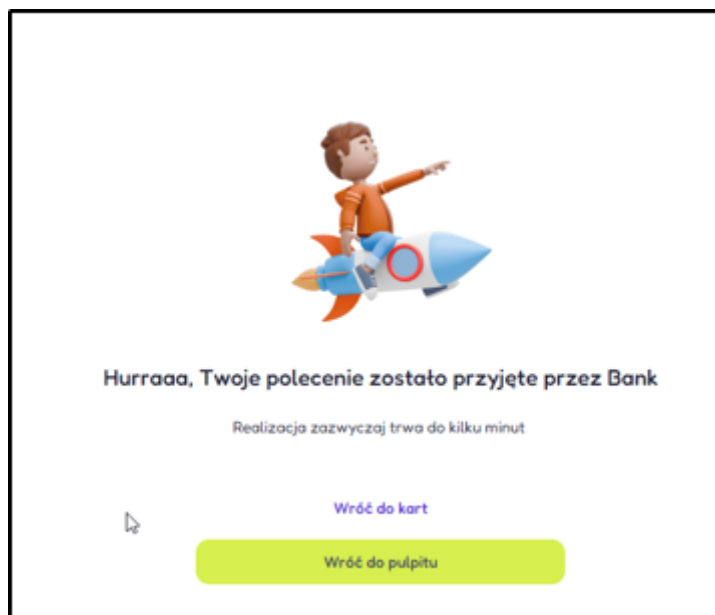 Hurraaa, Twoje polecenie zostało przyjęte przez Bank
Realizacja zazwyczaj trwa do kilku minut
Wróć do kart
Wróć do pulpitu